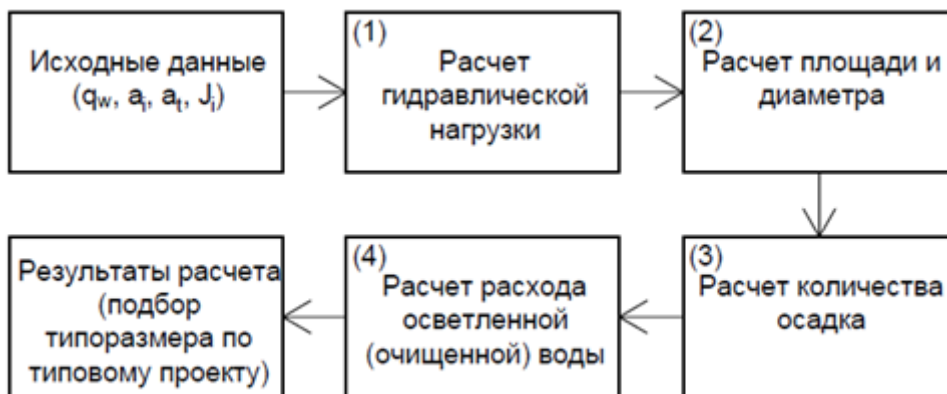 Исходные данные
(qw, ai, at, Ji)
(1)
Расчет
гидравлической
нагрузки
(2)
Расчет площади и
диаметра
(3)
Расчет количества
осадка
(4)
Расчет расхода
осветленной
(очищенной) воды
Результаты расчета
(подбор
типоразмера по
типовому проекту)